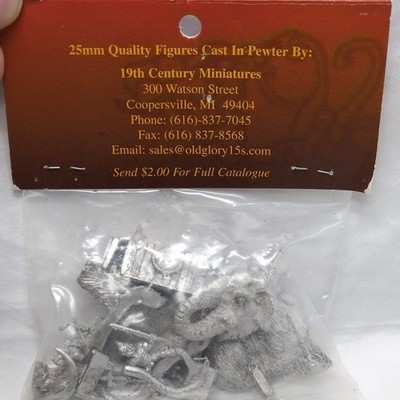 25mm Quality Figures Cast In Pewter By:
19th Century Miniatures
300 Watson Street
Coopersville, MI 49404
Phone: (616)-837-7045
Fax: (616) 837-8568
Email: sales@oldglory15s.com
Send $2.00 For Full Catalogue